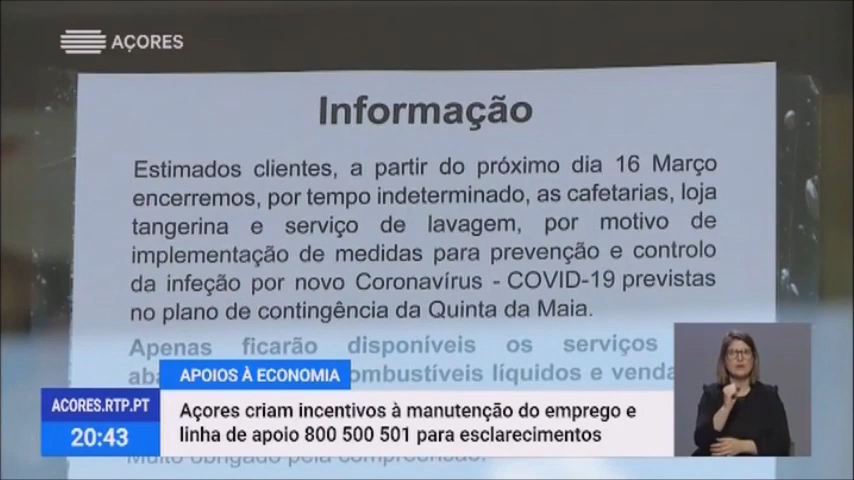 AÇORES
Informação
Estimados clientes, a partir do próximo dia 16 Março
encerremos, por tempo indeterminado, as cafetarias, loja
tangerina e serviço de lavagem, por motivo de
implementação de medidas para prevenção e controlo
da infeção por novo Coronavírus - COVID-19 previstas
no plano de contingência da Quinta da Maia.
Apenas ficarão disponíveis os serviços
líquidos e venda
APOIOS À ECONOMIA
ACORES.RTP.PT
20:43
Açores criam incentivos à manutenção do emprego e
linha de apoio 800 500 501 para esclarecimentos